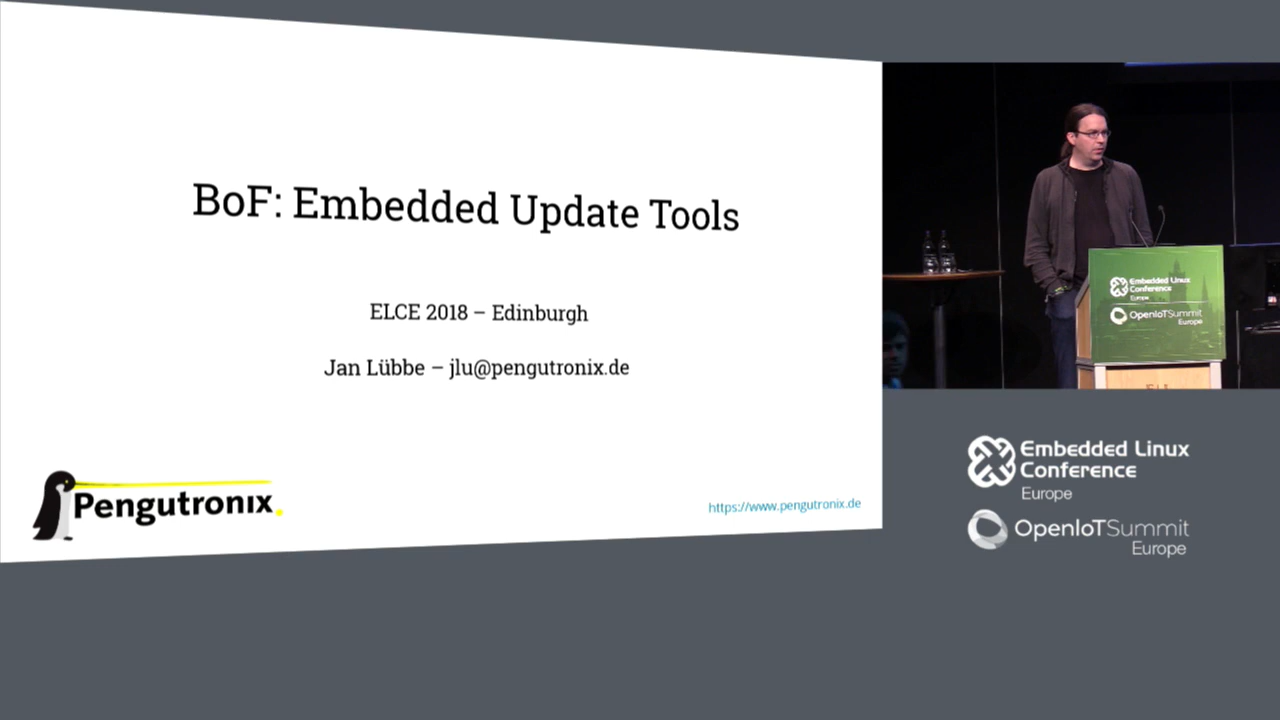 BoF: Embedded Update Tools
ELCE 2018 – Edinburgh
Jan Lübbe – jlu@pengutronix.de
Pengutronix.
https://www.pengutronix.de
Embedded Linux
Conference
Europe
OpenIoTSummit
Europe
Embedded Linux
Conference
Europe
OpenIoTSummit
Europe